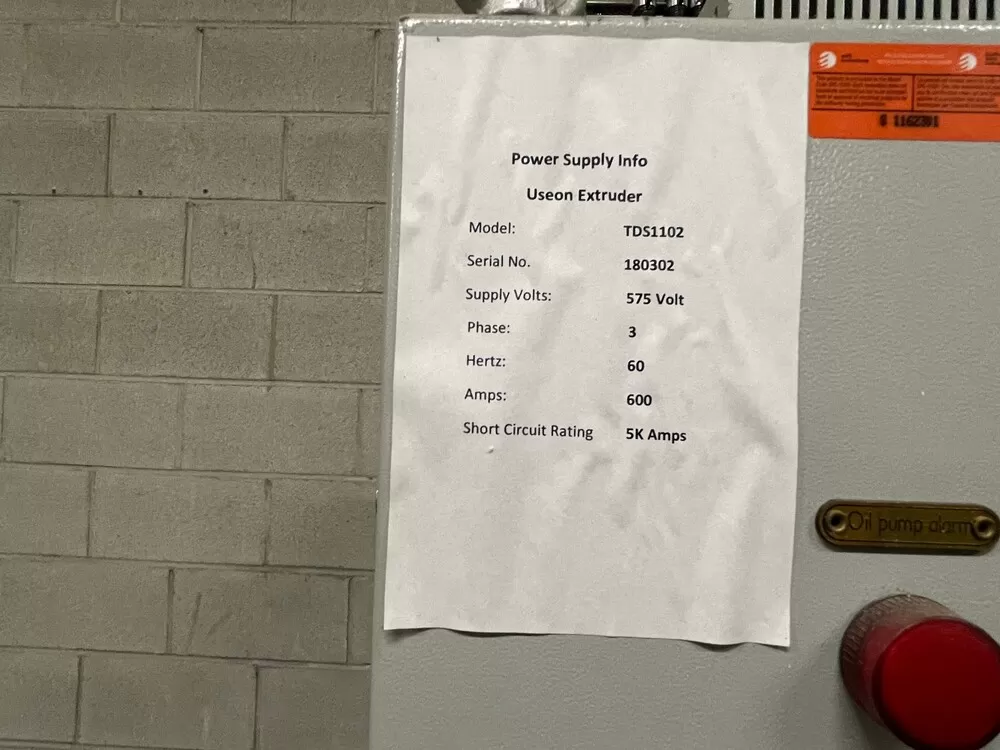 Power Supply Info
Useon Extruder
Model: TDS1102
Serial No. 180302
Supply Volts: 575 Volt
Phase: 3
Hertz: 60
Amps: 600
Short Circuit Rating 5K Amps
1162391
Oil pump alarm